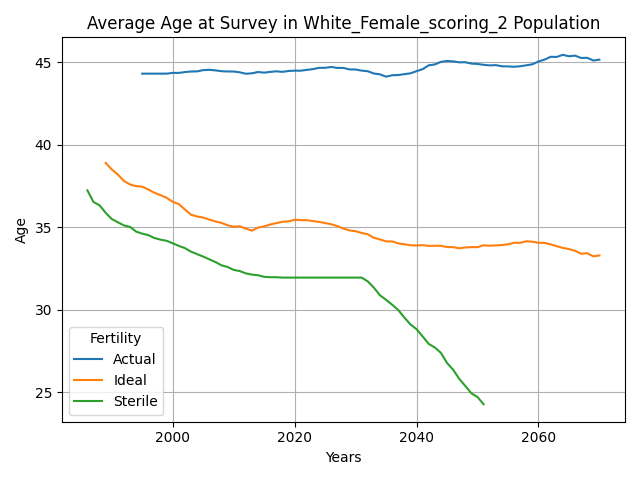 Average Age at Survey in White_Female_scoring_2 Population
Age
45
40
35
30
25
Fertility
Actual
Ideal
Sterile
2000 2020 2040 2060
Years